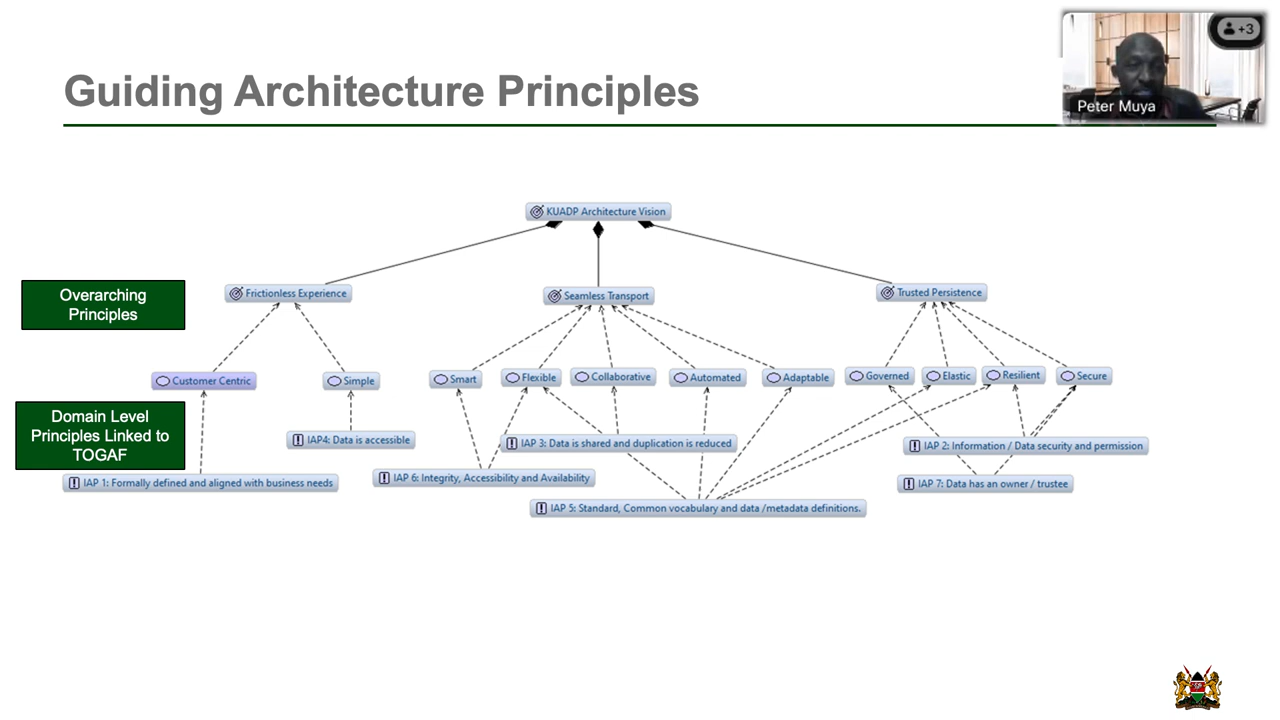 Guiding Architecture Principles
+3
Peter Muya
KUADP Architecture Vision
Overarching
Principles
Frictionless Experience
Seamless Transport
Trusted Persistence
Customer Centric
Simple
Smart
Flexible
Collaborative
Automated
Adaptable
Governed
Elastic
Resilient
Secure
Domain Level
Principles Linked to
TOGAF
IAP4: Data is accessible
IAP 3: Data is shared and duplication is reduced
IAP 2: Information / Data security and permission
IAP 1: Formally defined and aligned with business needs
IAP 6: Integrity, Accessibility and Availability
IAP 7: Data has an owner / trustee
IAP 5: Standard, Common vocabulary and data /metadata definitions.